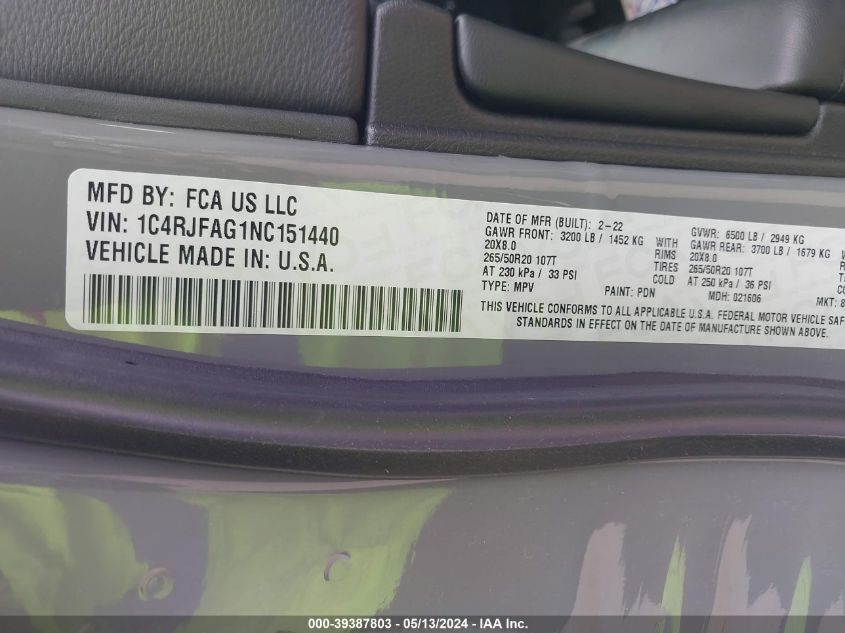 MFD BY: FCA US LLC
VIN: 1C4RJFAG1NC151440
VEHICLE MADE IN: U.S.A.
DATE OF MFR (BUILT): 2-22 GVWR: 6500 LB / 2949 KG
GAWR FRONT: 3200 LB / 1452 KG WITH GAWR REAR: 3700 LB / 1679 KG
20X8.0 RIMS 20X8.0
265/50R20 107T TIRES 265/50R20 107T
AT 230 kPa / 33 PSI COLD AT 250 kPa / 36 PSI
TYPE: MPV PAINT: PDN MDH: 021606 MKT:
THIS VEHICLE CONFORMS TO ALL APPLICABLE U.S.A. FEDERAL MOTOR VEHICLE
STANDARDS IN EFFECT ON THE DATE OF MANUFACTURE SHOWN ABOVE.
000-39387803 - 05/13/2024 - IAA Inc.